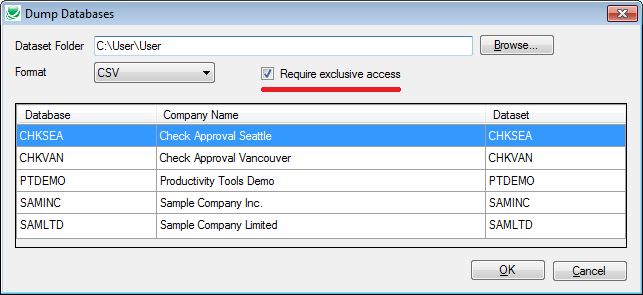 Dump Databases
Dataset Folder C:\User\User Browse...
Format CSV Require exclusive access
Database Company Name Dataset
CHKSEA Check Approval Seattle CHKSEA
CHKVAN Check Approval Vancouver CHKVAN
PTDEMO Productivity Tools Demo PTDEMO
SAMINC Sample Company Inc. SAMINC
SAMLTD Sample Company Limited SAMLTD
OK Cancel